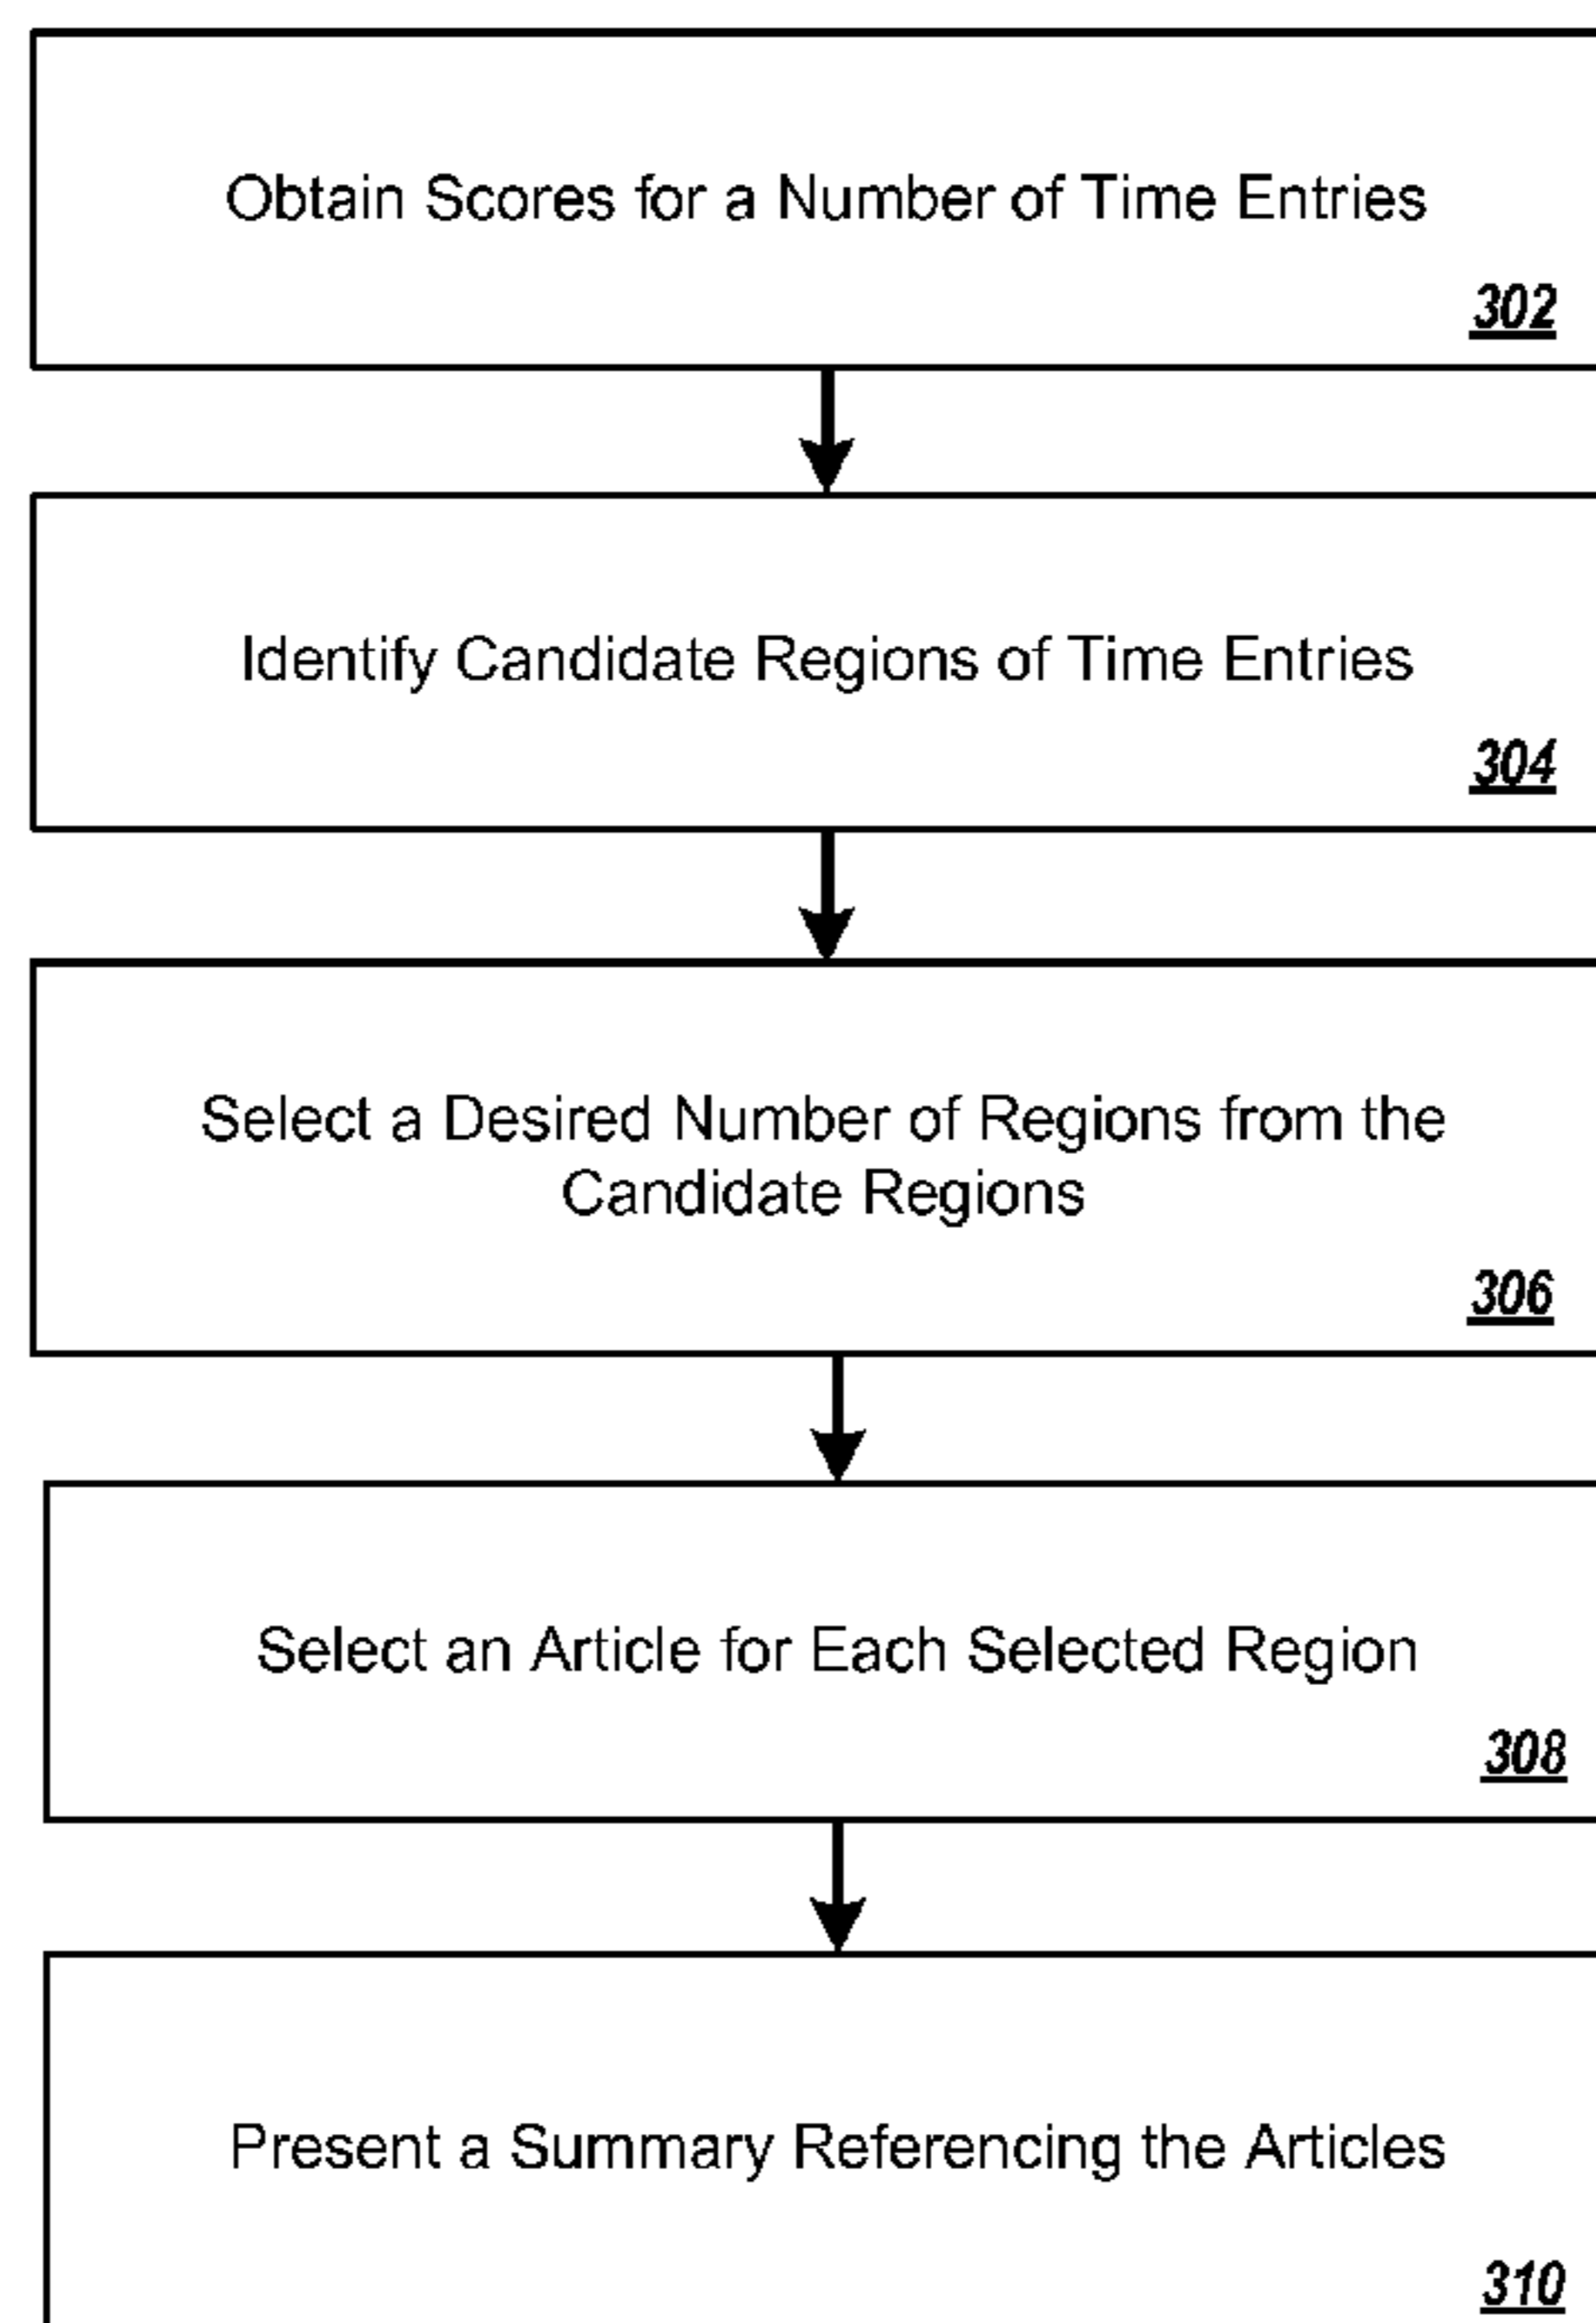 Obtain Scores for a Number of Time Entries
302
Identify Candidate Regions of Time Entries
304
Select a Desired Number of Regions from the
Candidate Regions
306
Select an Article for Each Selected Region
308
Present a Summary Referencing the Articles
310